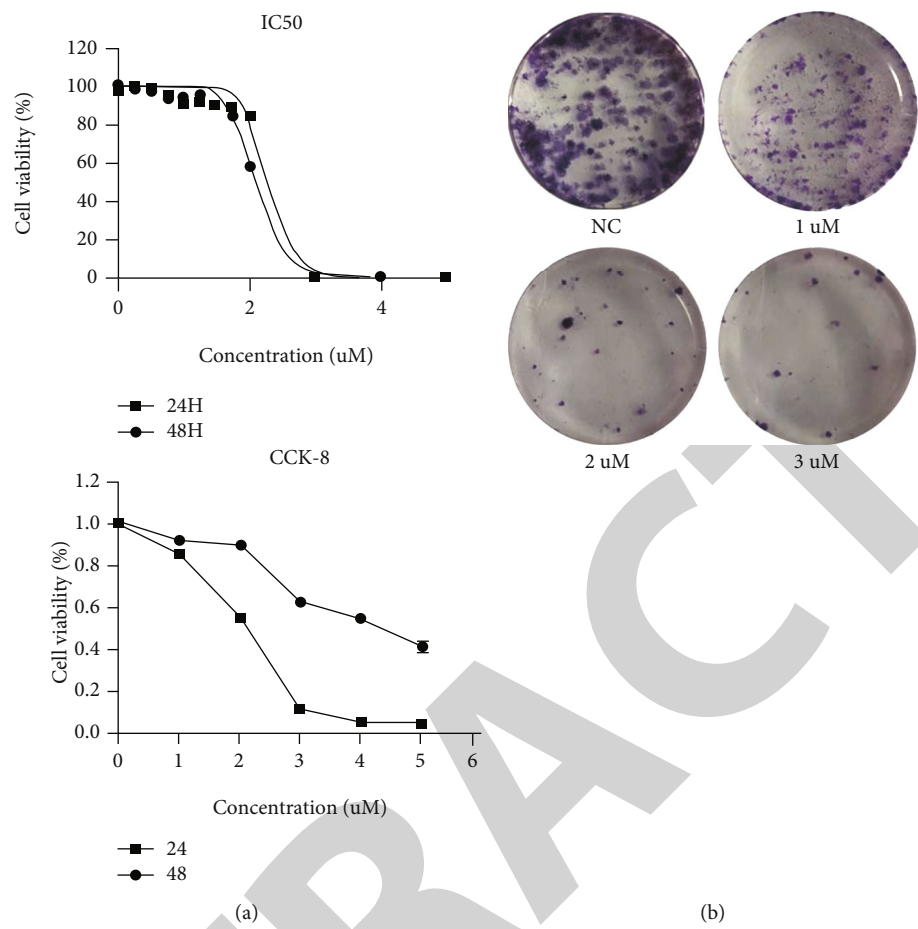 IC50
120
100
80
60
40
20
0
Cell viability (%)
0 2 4
Concentration (uM)
24H
48H
CCK-8
1.2
1.0
0.8
0.6
0.4
0.2
0.0
Cell viability (%)
0 1 2 3 4 5 6
Concentration (uM)
24
48
(a)
NC 1 uM
2 uM 3 uM
(b)
RACT